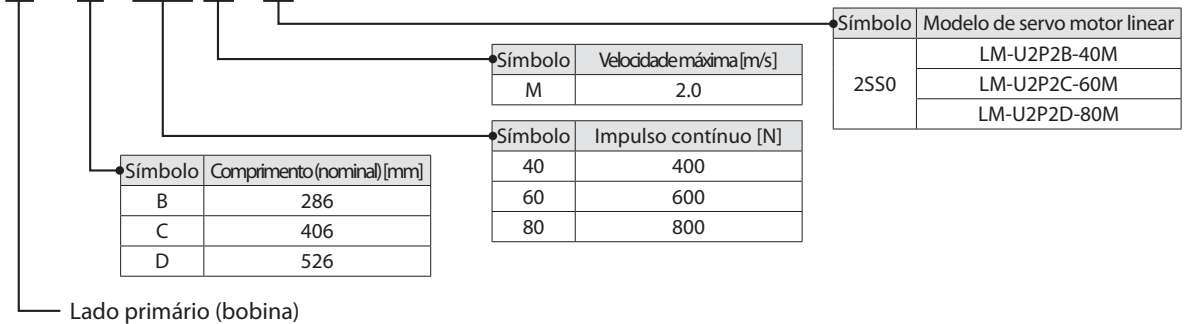 Símbolo Modelo de servo motor linear
2SS0 LM-U2P2B-40M
LM-U2P2C-60M
LM-U2P2D-80M
Símbolo Velocidade máxima [m/s]
M 2.0
Símbolo Impulso contínuo [N]
40 400
60 600
80 800
Símbolo Comprimento (nominal) [mm]
B 286
C 406
D 526
Lado primário (bobina)